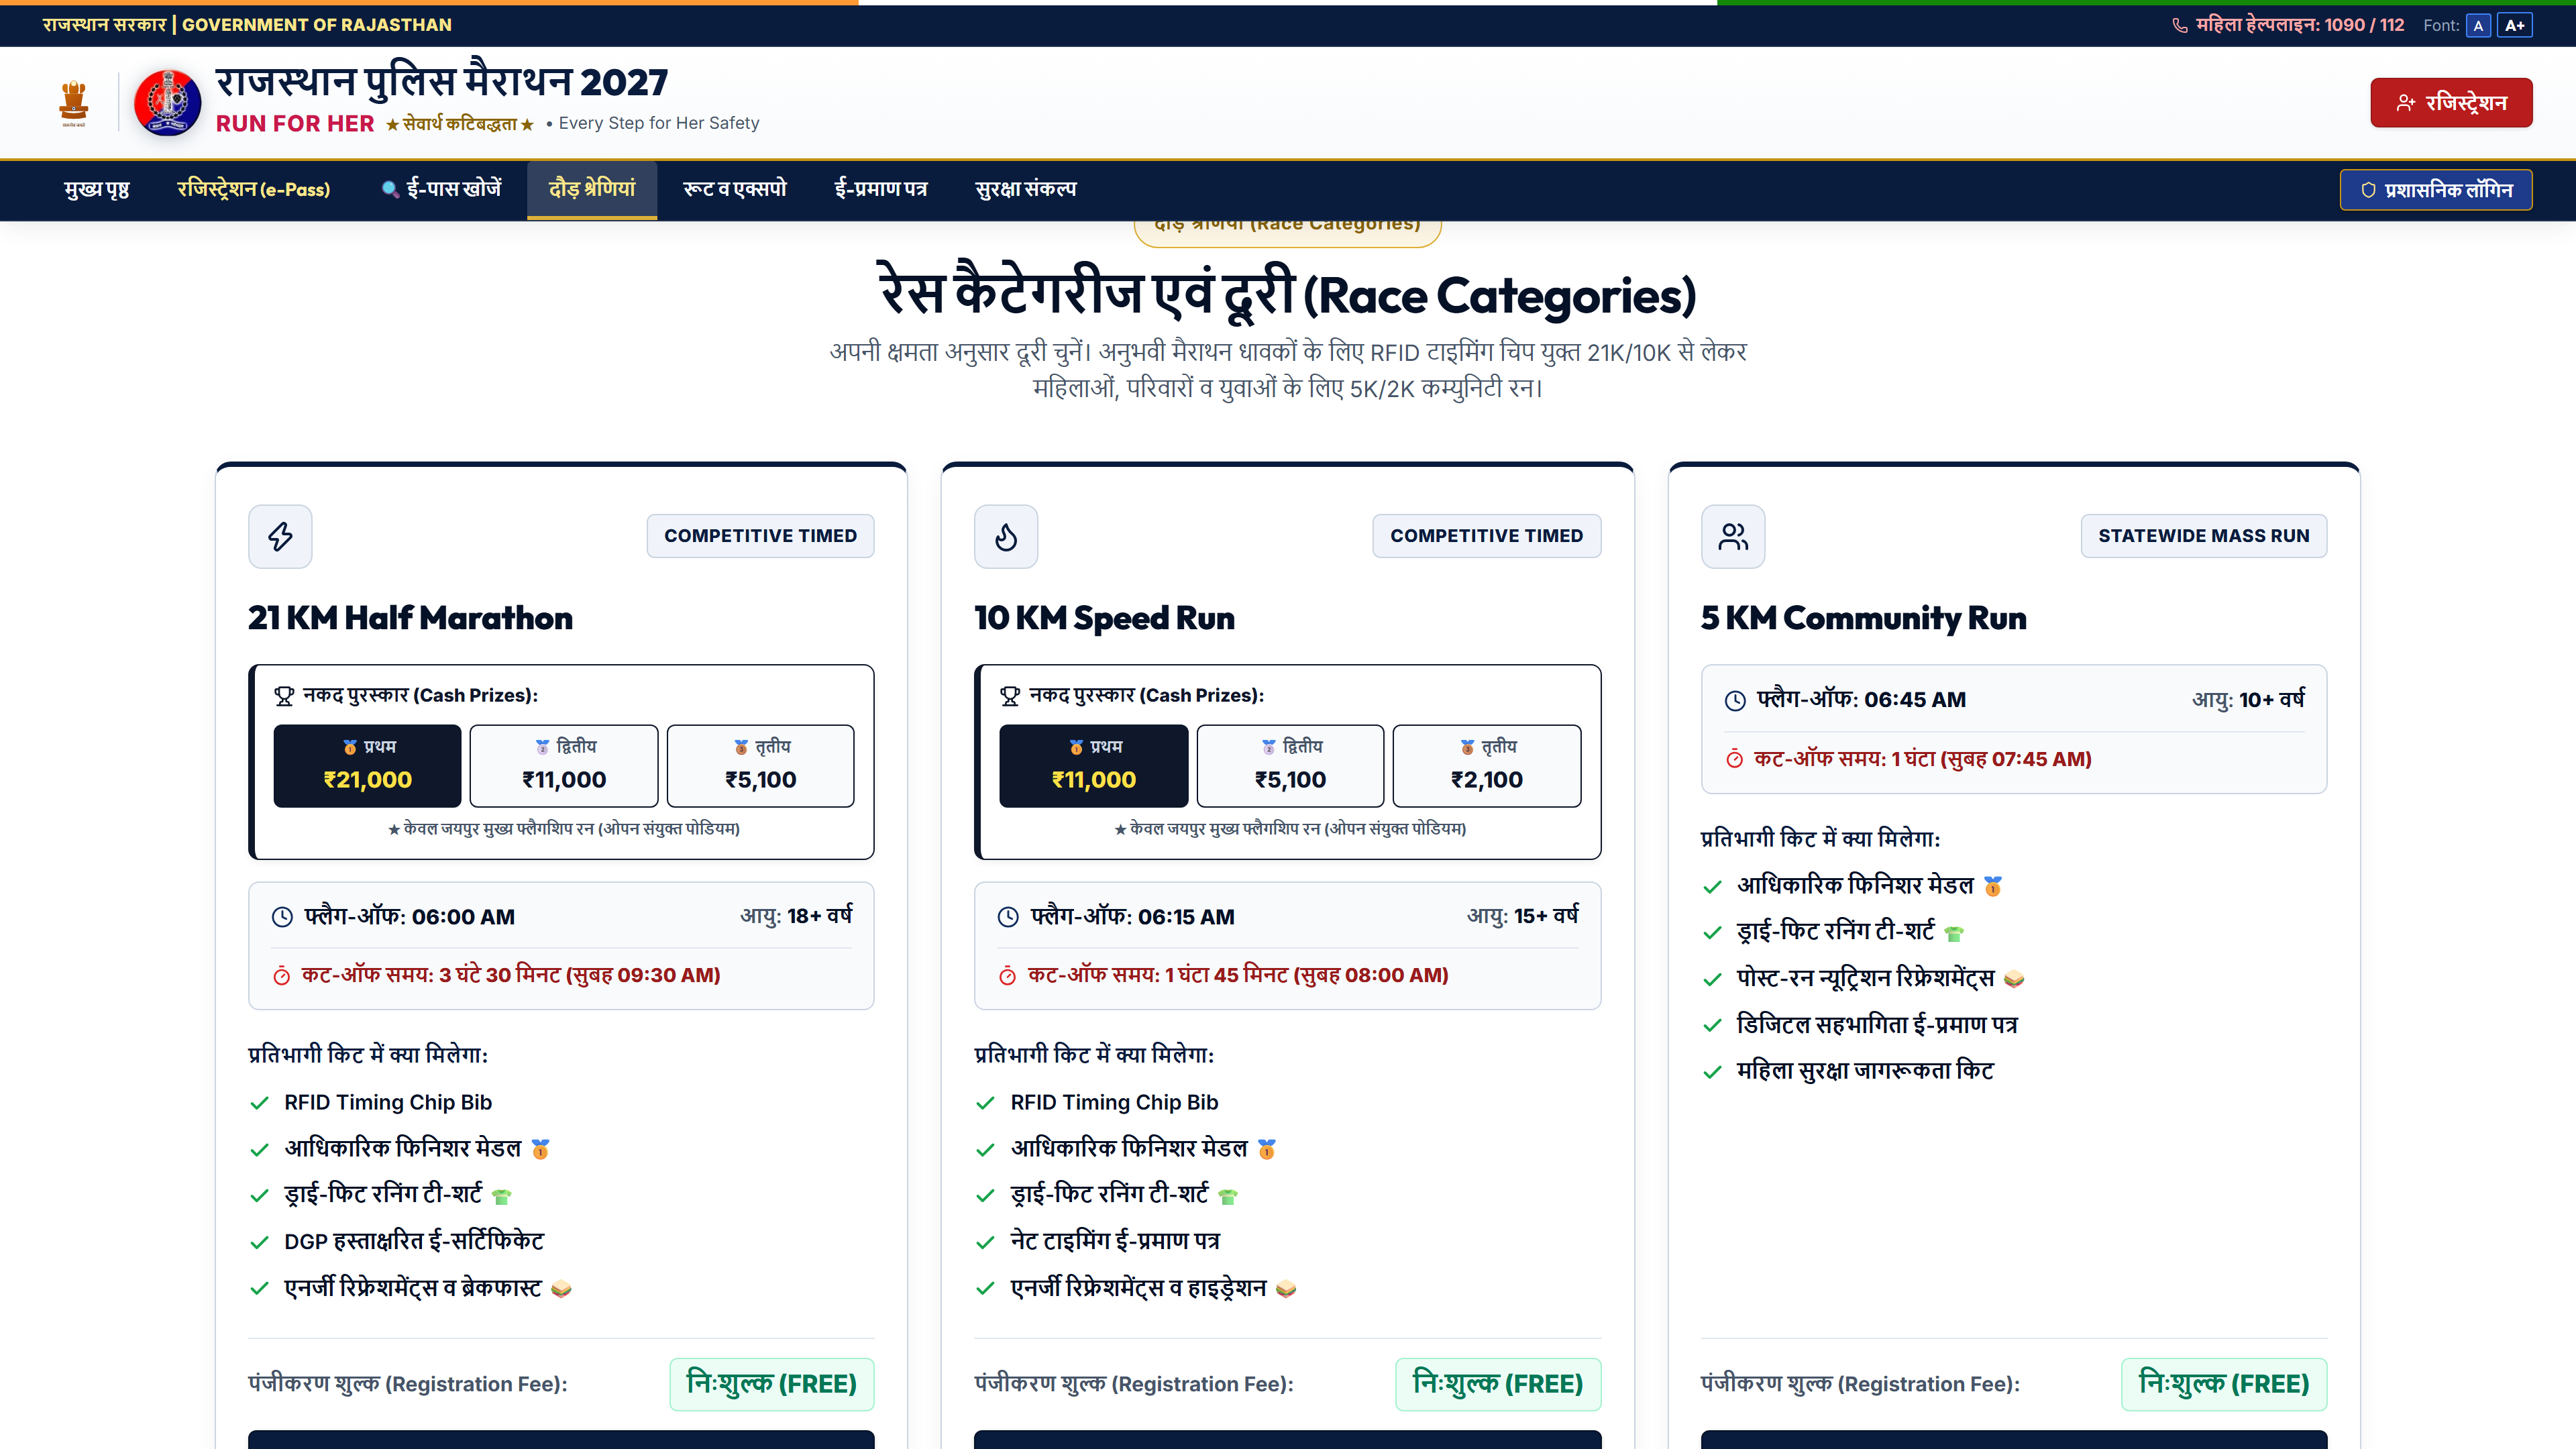 राजस्थान सरकार | GOVERNMENT OF RAJASTHAN
महिला हेल्पलाइन: 1090 / 112 Font: A A+
राजस्थान पुलिस मैराथन 2027
RUN FOR HER ★ सेवार्थ कटिबद्धता ★ • Every Step for Her Safety
रजिस्ट्रेशन
मुख्य पृष्ठ रजिस्ट्रेशन (e-Pass) 🔍 ई-पास खोजें दौड़ श्रेणियां रूट व एक्सपो ई-प्रमाण पत्र सुरक्षा संकल्प प्रशासनिक लॉगिन
दौड़ श्रेणियां (Race Categories)
रेस कैटेगरीज एवं दूरी (Race Categories)
अपनी क्षमता अनुसार दूरी चुनें। अनुभवी मैराथन धावकों के लिए RFID टाइमिंग चिप युक्त 21K/10K से लेकर
महिलाओं, परिवारों व युवाओं के लिए 5K/2K कम्युनिटी रन।
COMPETITIVE TIMED
21 KM Half Marathon
नकद पुरस्कार (Cash Prizes):
🥇 प्रथम 🥈 द्वितीय 🥉 तृतीय
₹21,000 ₹11,000 ₹5,100
★ केवल जयपुर मुख्य फ्लैगशिप रन (ओपन संयुक्त पोडियम)
फ्लैग-ऑफ: 06:00 AM आयु: 18+ वर्ष
कट-ऑफ समय: 3 घंटे 30 मिनट (सुबह 09:30 AM)
प्रतिभागी किट में क्या मिलेगा:
RFID Timing Chip Bib
आधिकारिक फिनिशर मेडल 🏅
ड्राई-फिट रनिंग टी-शर्ट 👕
DGP हस्ताक्षरित ई-सर्टिफिकेट
एनर्जी रिफ्रेशमेंट्स व ब्रेकफास्ट 🥪
पंजीकरण शुल्क (Registration Fee): निःशुल्क (FREE)
COMPETITIVE TIMED
10 KM Speed Run
नकद पुरस्कार (Cash Prizes):
🥇 प्रथम 🥈 द्वितीय 🥉 तृतीय
₹11,000 ₹5,100 ₹2,100
★ केवल जयपुर मुख्य फ्लैगशिप रन (ओपन संयुक्त पोडियम)
फ्लैग-ऑफ: 06:15 AM आयु: 15+ वर्ष
कट-ऑफ समय: 1 घंटा 45 मिनट (सुबह 08:00 AM)
प्रतिभागी किट में क्या मिलेगा:
RFID Timing Chip Bib
आधिकारिक फिनिशर मेडल 🏅
ड्राई-फिट रनिंग टी-शर्ट 👕
नेट टाइमिंग ई-प्रमाण पत्र
एनर्जी रिफ्रेशमेंट्स व हाइड्रेशन 🥪
पंजीकरण शुल्क (Registration Fee): निःशुल्क (FREE)
STATEWIDE MASS RUN
5 KM Community Run
फ्लैग-ऑफ: 06:45 AM आयु: 10+ वर्ष
कट-ऑफ समय: 1 घंटा (सुबह 07:45 AM)
प्रतिभागी किट में क्या मिलेगा:
आधिकारिक फिनिशर मेडल 🏅
ड्राई-फिट रनिंग टी-शर्ट 👕
पोस्ट-रन न्यूट्रिशन रिफ्रेशमेंट्स 🥪
डिजिटल सहभागिता ई-प्रमाण पत्र
महिला सुरक्षा जागरूकता किट
पंजीकरण शुल्क (Registration Fee): निःशुल्क (FREE)